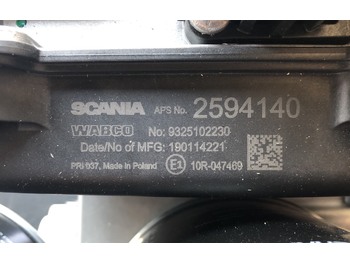 SCANIA APS No. 2594140
WABCO No: 9325102230
Date/No of MFG: 190114221
PRI 037, Made in Poland E1 10R-047469